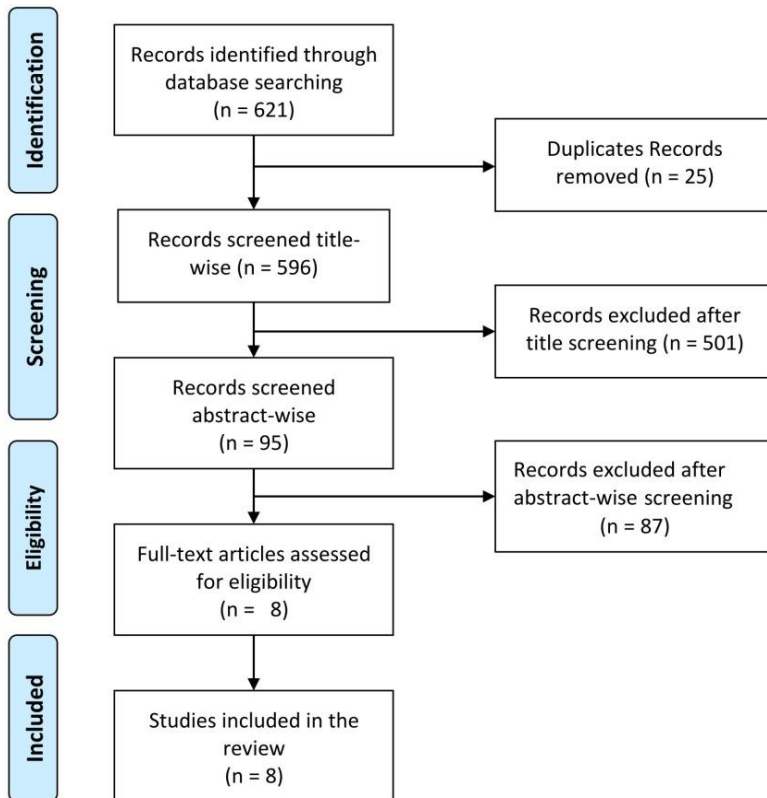 Identification
Records identified through
database searching
(n = 621)
Duplicates Records
removed (n = 25)
Screening
Records screened title-
wise (n = 596)
Records excluded after
title screening (n = 501)
Records screened
abstract-wise
(n = 95)
Eligibility
Records excluded after
abstract-wise screening
(n = 87)
Full-text articles assessed
for eligibility
(n =   8)
Included
Studies included in the
review
(n = 8)